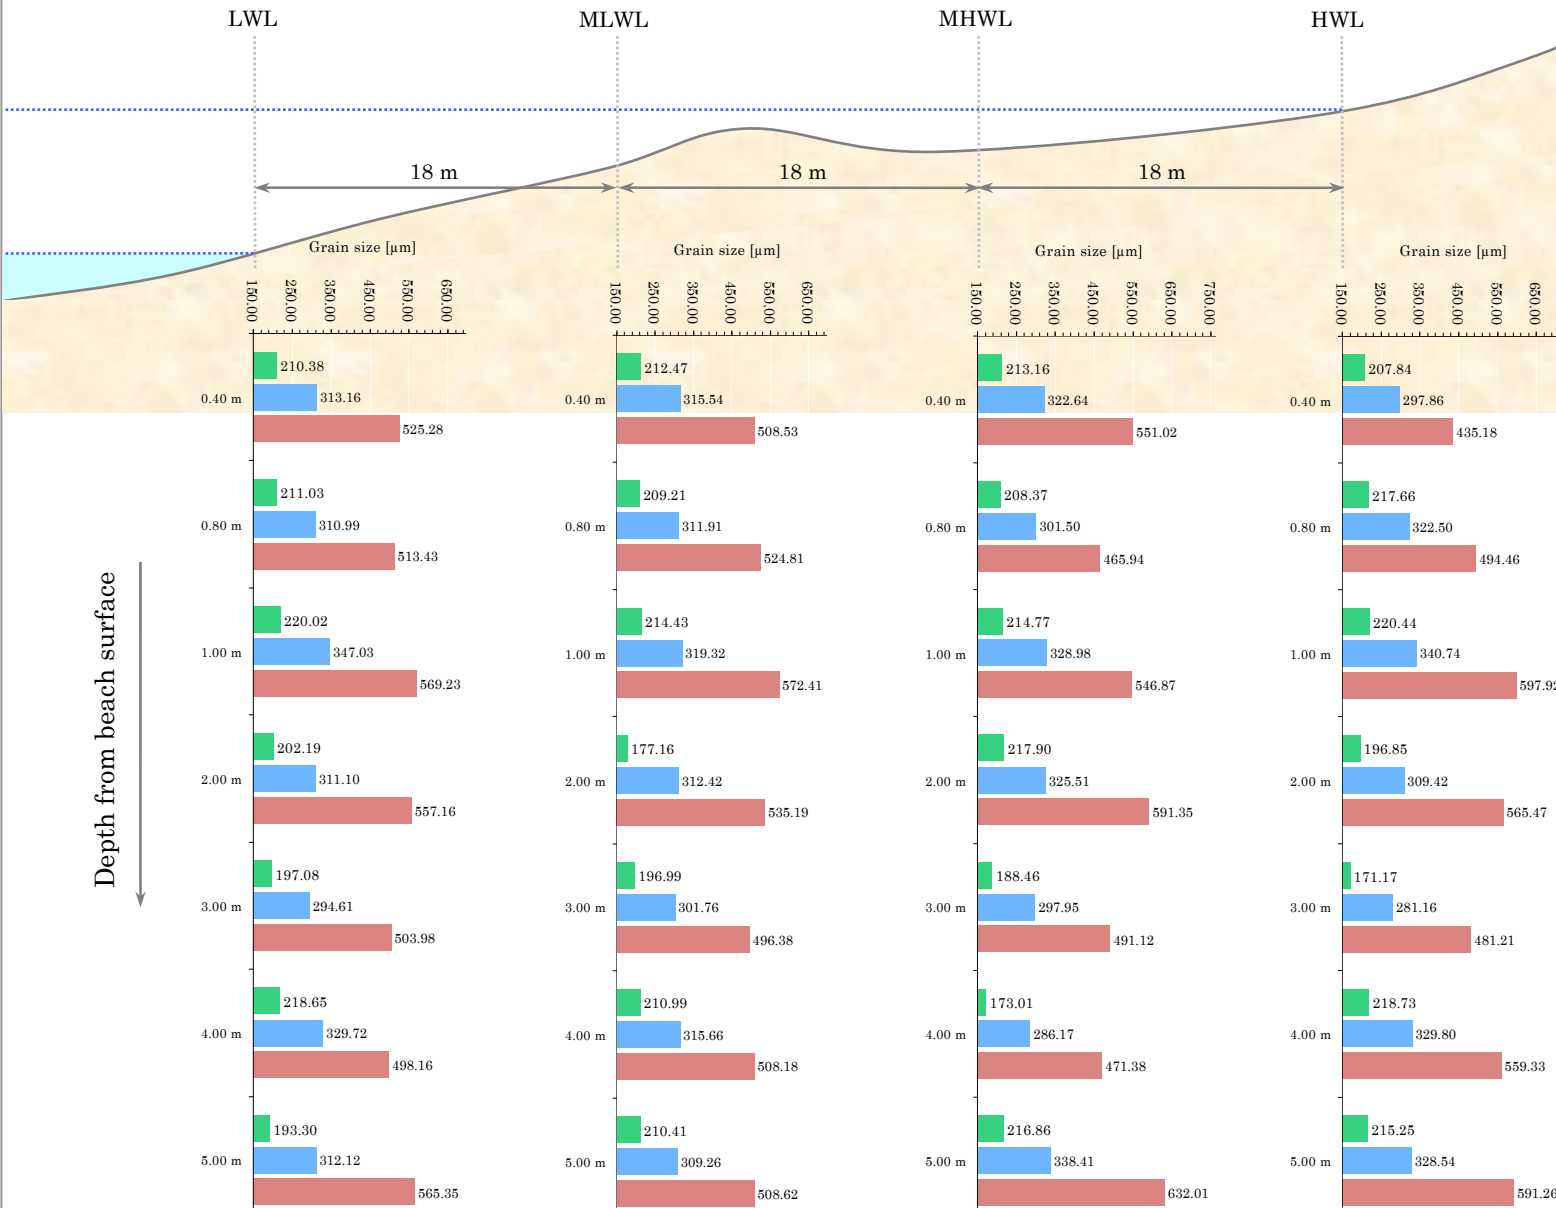 LWL MLWL MHWL HWL
18 m 18 m 18 m
Grain size [µm] Grain size [µm] Grain size [µm] Grain size [µm]
150.00 250.00 350.00 450.00 550.00 650.00 150.00 250.00 350.00 450.00 550.00 650.00 150.00 250.00 350.00 450.00 550.00 650.00 750.00 150.00 250.00 350.00 450.00 550.00 650.00
210.38 212.47 213.16 207.84
0.40 m 313.16 0.40 m 315.54 0.40 m 322.64 0.40 m 297.86
525.28 508.53 551.02 435.18
211.03 209.21 208.37 217.66
0.80 m 310.99 0.80 m 311.91 0.80 m 301.50 0.80 m 322.50
513.43 524.81 465.94 494.46
Depth from beach surface
220.02 214.43 214.77 220.44
1.00 m 347.03 1.00 m 319.32 1.00 m 328.98 1.00 m 340.74
569.23 572.41 546.87 597.92
202.19 177.16 217.90 196.85
2.00 m 311.10 2.00 m 312.42 2.00 m 325.51 2.00 m 309.42
557.16 535.19 591.35 565.47
197.08 196.99 188.46 171.17
3.00 m 294.61 3.00 m 301.76 3.00 m 297.95 3.00 m 281.16
503.98 496.38 491.12 481.21
218.65 210.99 173.01 218.73
4.00 m 329.72 4.00 m 315.66 4.00 m 286.17 4.00 m 329.80
498.16 508.18 471.38 559.33
193.30 210.41 216.86 215.25
5.00 m 312.12 5.00 m 309.26 5.00 m 338.41 5.00 m 328.54
565.35 508.62 632.01 591.26